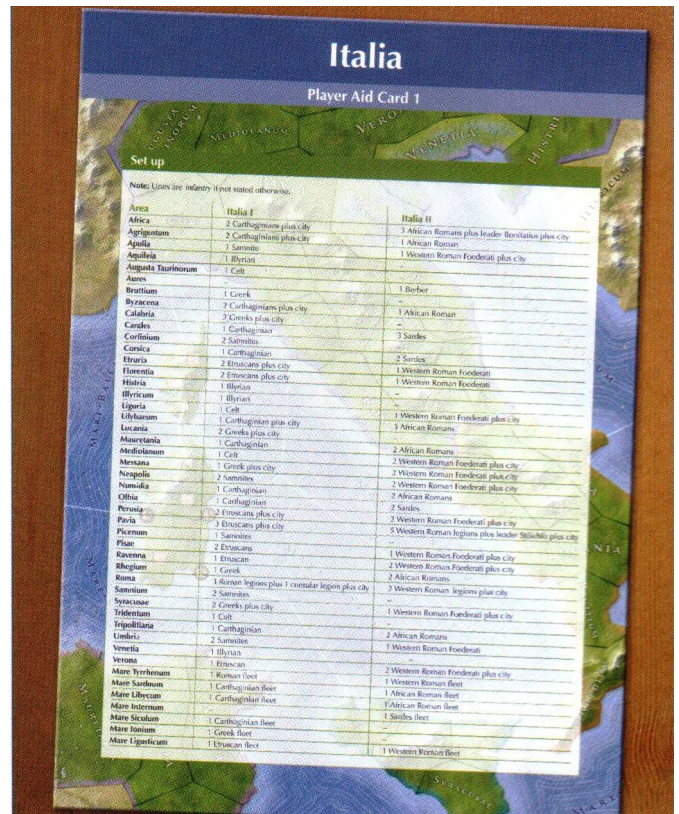 Italia
Player Aid Card 1
AUGUSTA TAURINORUM
MEDIOLANUM
VERO
VENETIA
HISTRI
Set up
Note: Units are infantry if not stated otherwise.
Area Italia I Italia II
Africa 2 Carthaginians plus city 3 African Romans plus leader Bonifatius plus city
Agrigentum 2 Carthaginians plus city 1 African Roman
Apulia 1 Samnite 1 Western Roman Foederati plus city
Aquileia 1 Illyrian
Augusta Taurinorum 1 Celt
Aures – 1 Berber
Bruttium 1 Greek –
Byzacena 2 Carthaginians plus city 1 African Roman
Calabria 2 Greeks plus city –
Carales 1 Carthaginian 3 Sardes
Corfinium 2 Samnites –
Corsica 1 Carthaginian 2 Sardes
Etruria 2 Etruscans plus city 1 Western Roman Foederati
Florentia 2 Etruscans plus city 1 Western Roman Foederati
Histria 1 Illyrian –
Illyricum 1 Illyrian –
Liguria 1 Celt 1 Western Roman Foederati plus city
Lilybaeum 1 Carthaginian plus city 3 African Romans
Lucania 2 Greeks plus city –
Mauretania 1 Carthaginian 2 African Romans
Mediolanum 1 Celt 2 Western Roman Foederati plus city
Messana 1 Greek plus city 2 Western Roman Foederati plus city
Neapolis 2 Samnites 2 Western Roman Foederati plus city
Numidia 1 Carthaginian 2 African Romans
Olbia 1 Carthaginian 2 Sardes
Perusia 2 Etruscans plus city 2 Western Roman Foederati plus city
Pavia 3 Etruscans plus city 5 Western Roman legions plus leader Stilichio plus city
Picenum 1 Samnites –
Pisae 2 Etruscans 1 Western Roman Foederati plus city
Ravenna 1 Etruscan 2 Western Roman Foederati plus city
Rhegium 1 Greek 2 African Romans
Roma 3 Roman legions plus 1 consular legion plus city 2 Western Roman legions plus city
Samnium 2 Samnites –
Syracusae 2 Greeks plus city 1 Western Roman Foederati plus city
Tridentum 1 Celt –
Tripolitiana 1 Carthaginian 2 African Romans
Umbria 2 Samnites 1 Western Roman Foederati
Venetia 1 Illyrian –
Verona 1 Etruscan 2 Western Roman Foederati plus city
Mare Tyrrhenum 1 Roman fleet 1 Western Roman fleet
Mare Sardoum 1 Carthaginian fleet 1 African Roman fleet
Mare Libycum 1 Carthaginian fleet 1 African Roman fleet
Mare Internum 1 Sardes fleet
Mare Siculum 1 Carthaginian fleet –
Mare Ionium 1 Greek fleet –
Mare Ligusticum 1 Etruscan fleet 1 Western Roman fleet
SYRACUSAE
MARE